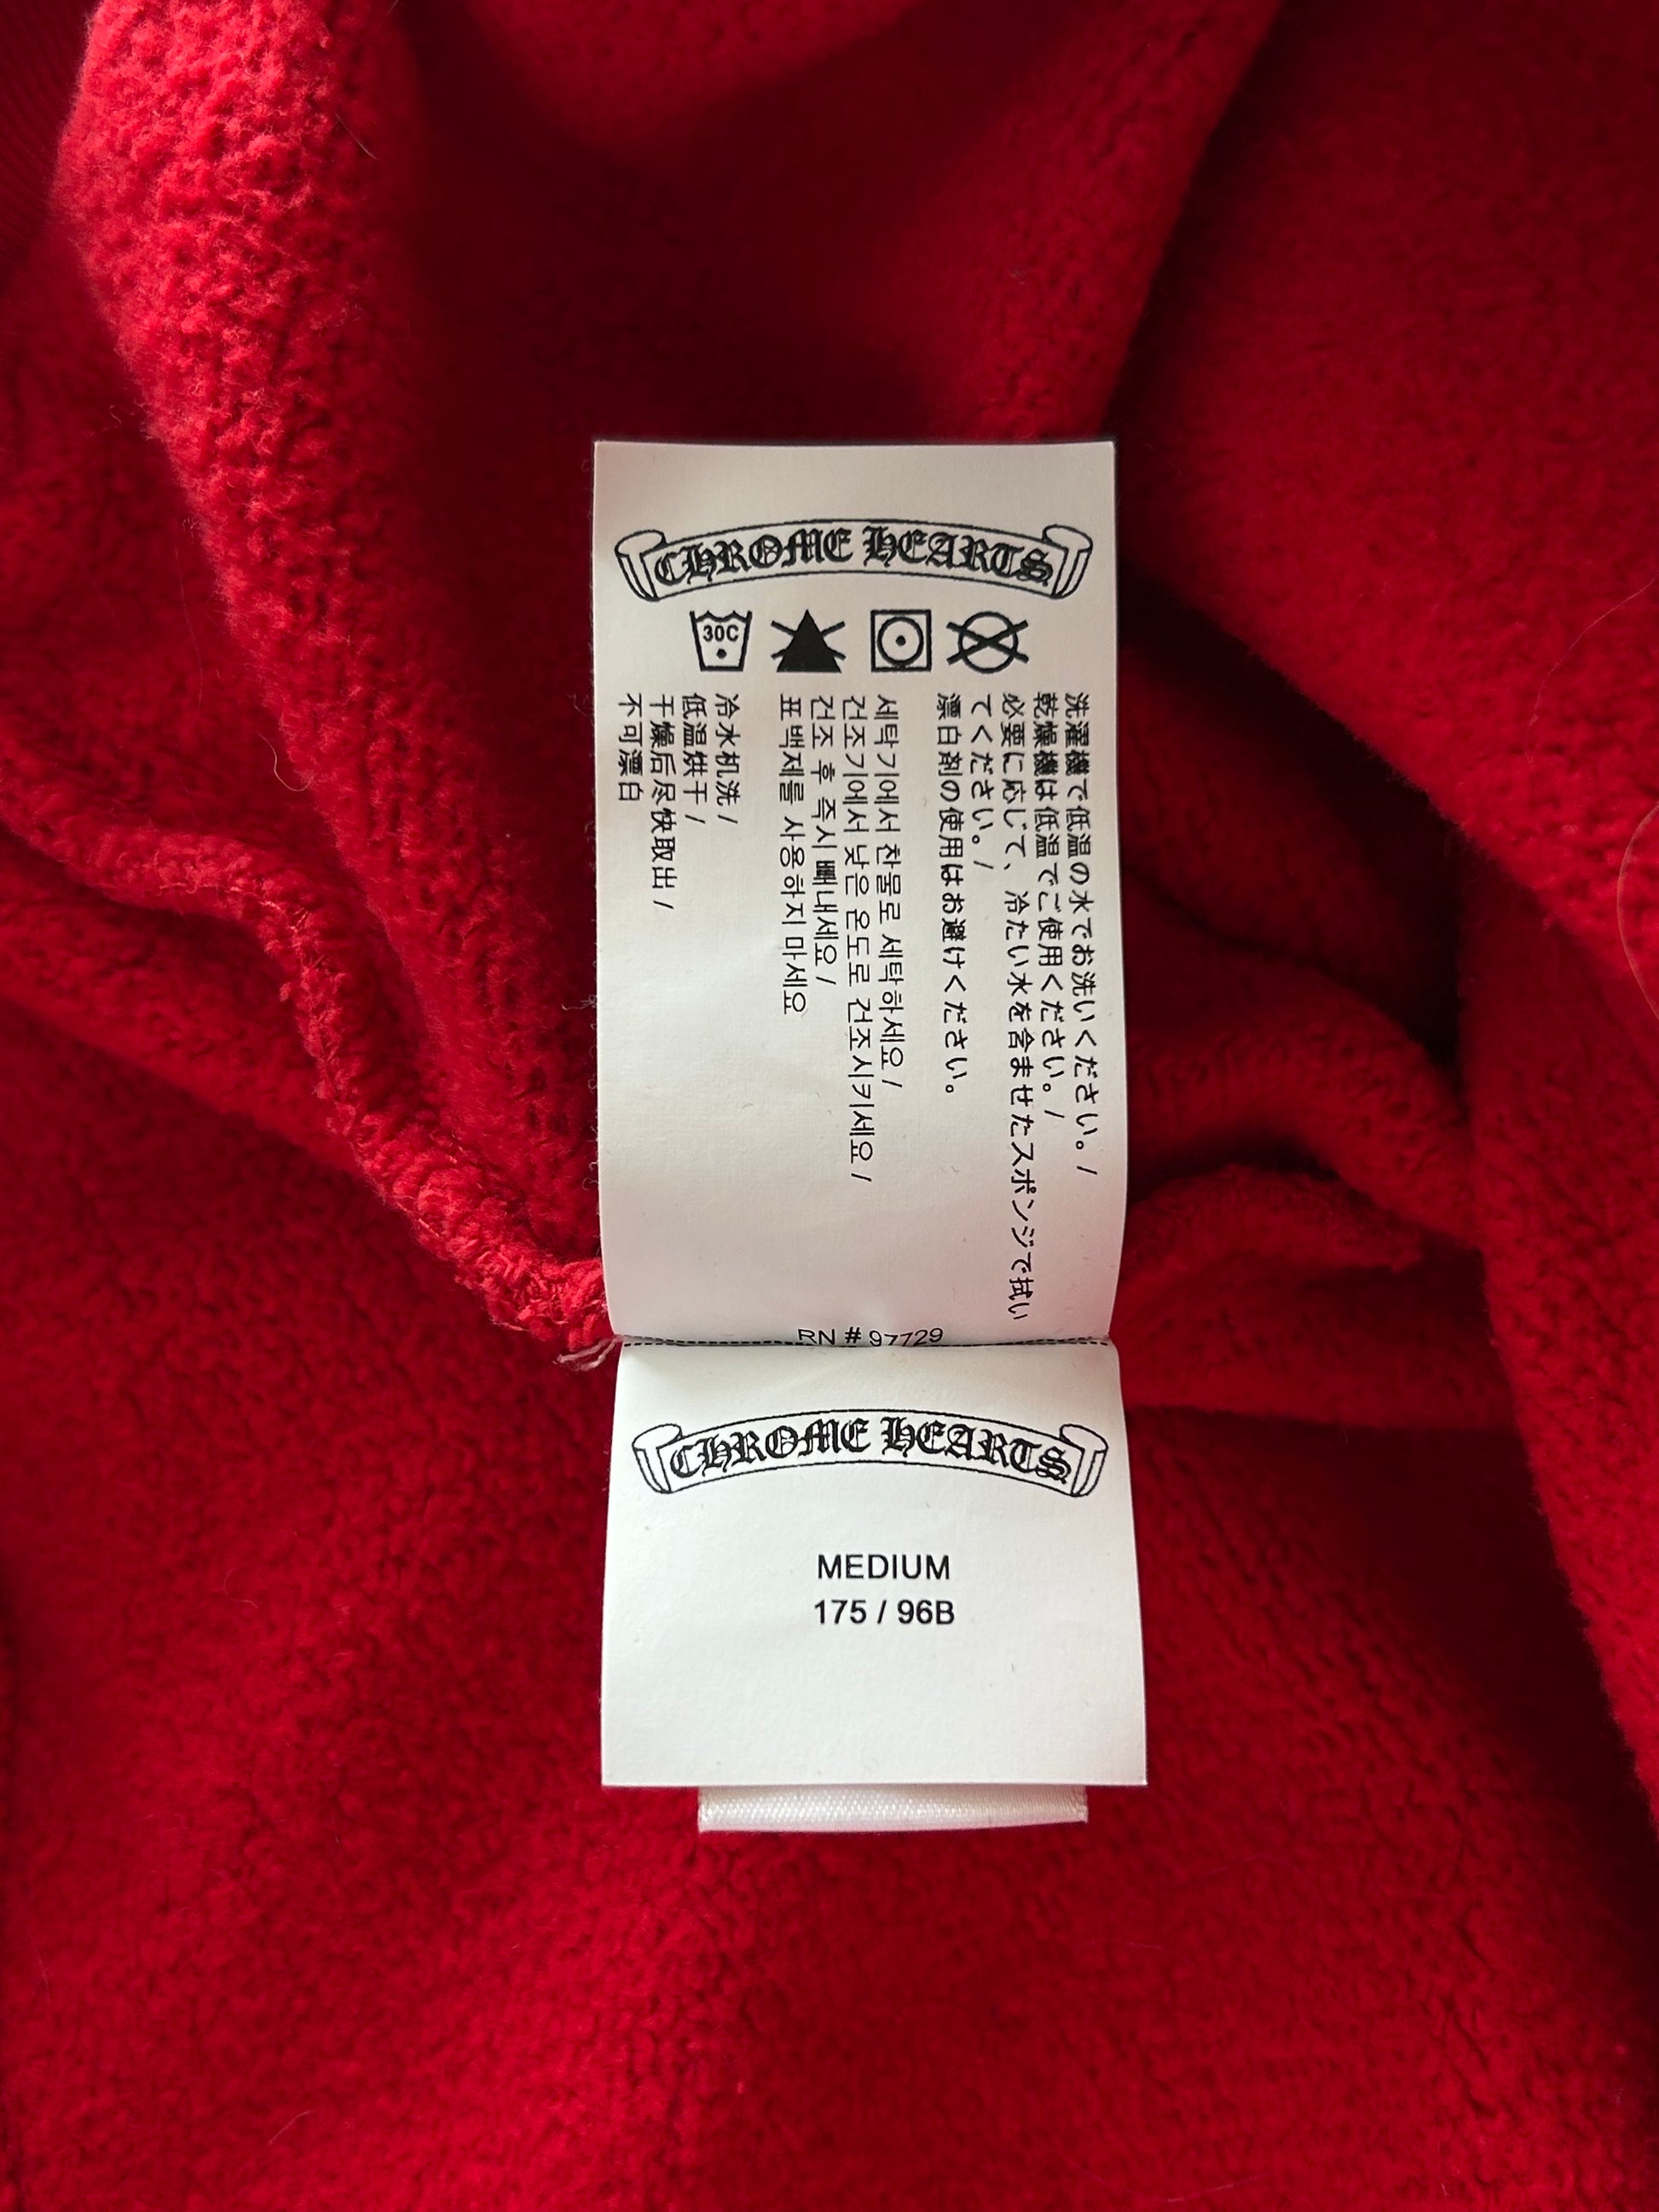 CHROME HEARTS
30C
洗濯機で低温の水でお洗いください。/
乾燥機は低温でご使用ください。/
必要に応じて、冷たい水を含ませたスポンジで拭い
てください。/
漂白剤の使用はお避けください。
세탁기에서 찬물로 세탁하세요 /
건조기에서 낮은 온도로 건조시키세요 /
건조 후 즉시 빼내세요 /
표백제를 사용하지 마세요
冷水机洗 /
低温烘干 /
干燥后尽快取出 /
不可漂白
RN # 97729
CHROME HEARTS
MEDIUM
175 / 96B